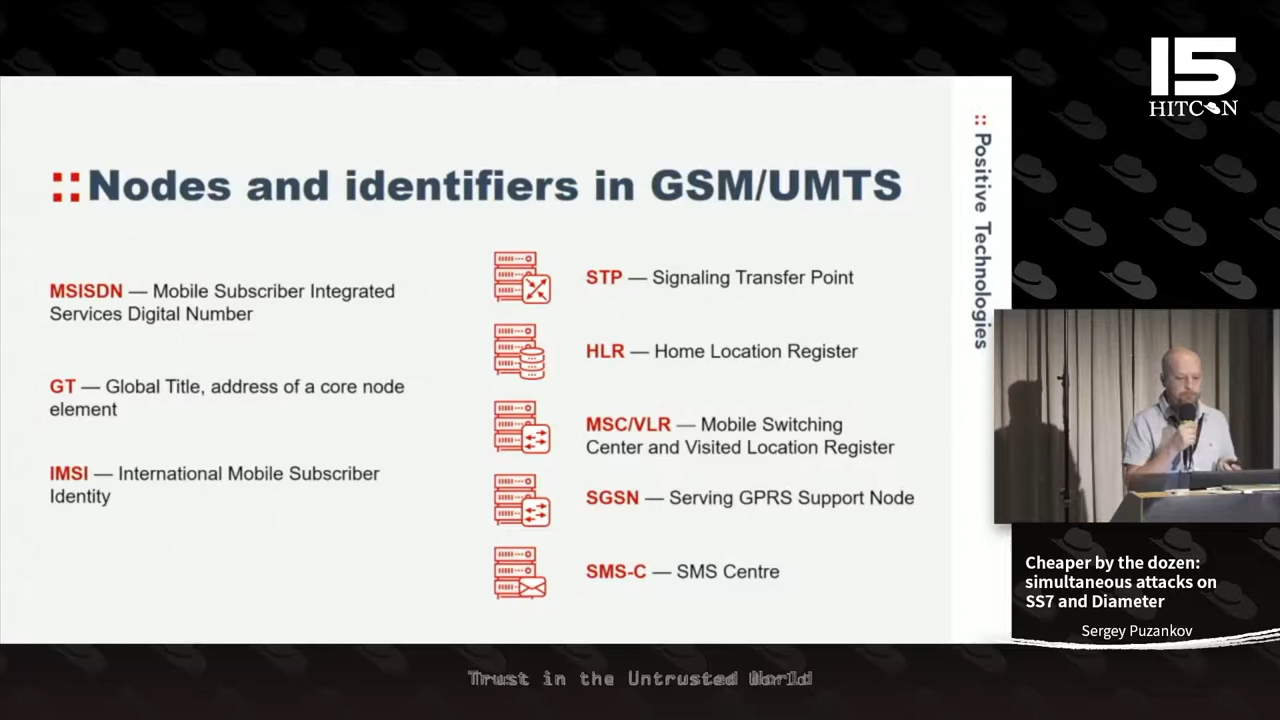 15
HITCON
::Nodes and identifiers in GSM/UMTS
:: Positive Technologies
MSISDN — Mobile Subscriber Integrated
Services Digital Number
GT — Global Title, address of a core node
element
IMSI — International Mobile Subscriber
Identity
STP — Signaling Transfer Point
HLR — Home Location Register
MSC/VLR — Mobile Switching
Center and Visited Location Register
SGSN — Serving GPRS Support Node
SMS-C — SMS Centre
Cheaper by the dozen:
simultaneous attacks on
SS7 and Diameter
Sergey Puzankov
Trust in the Untrusted World